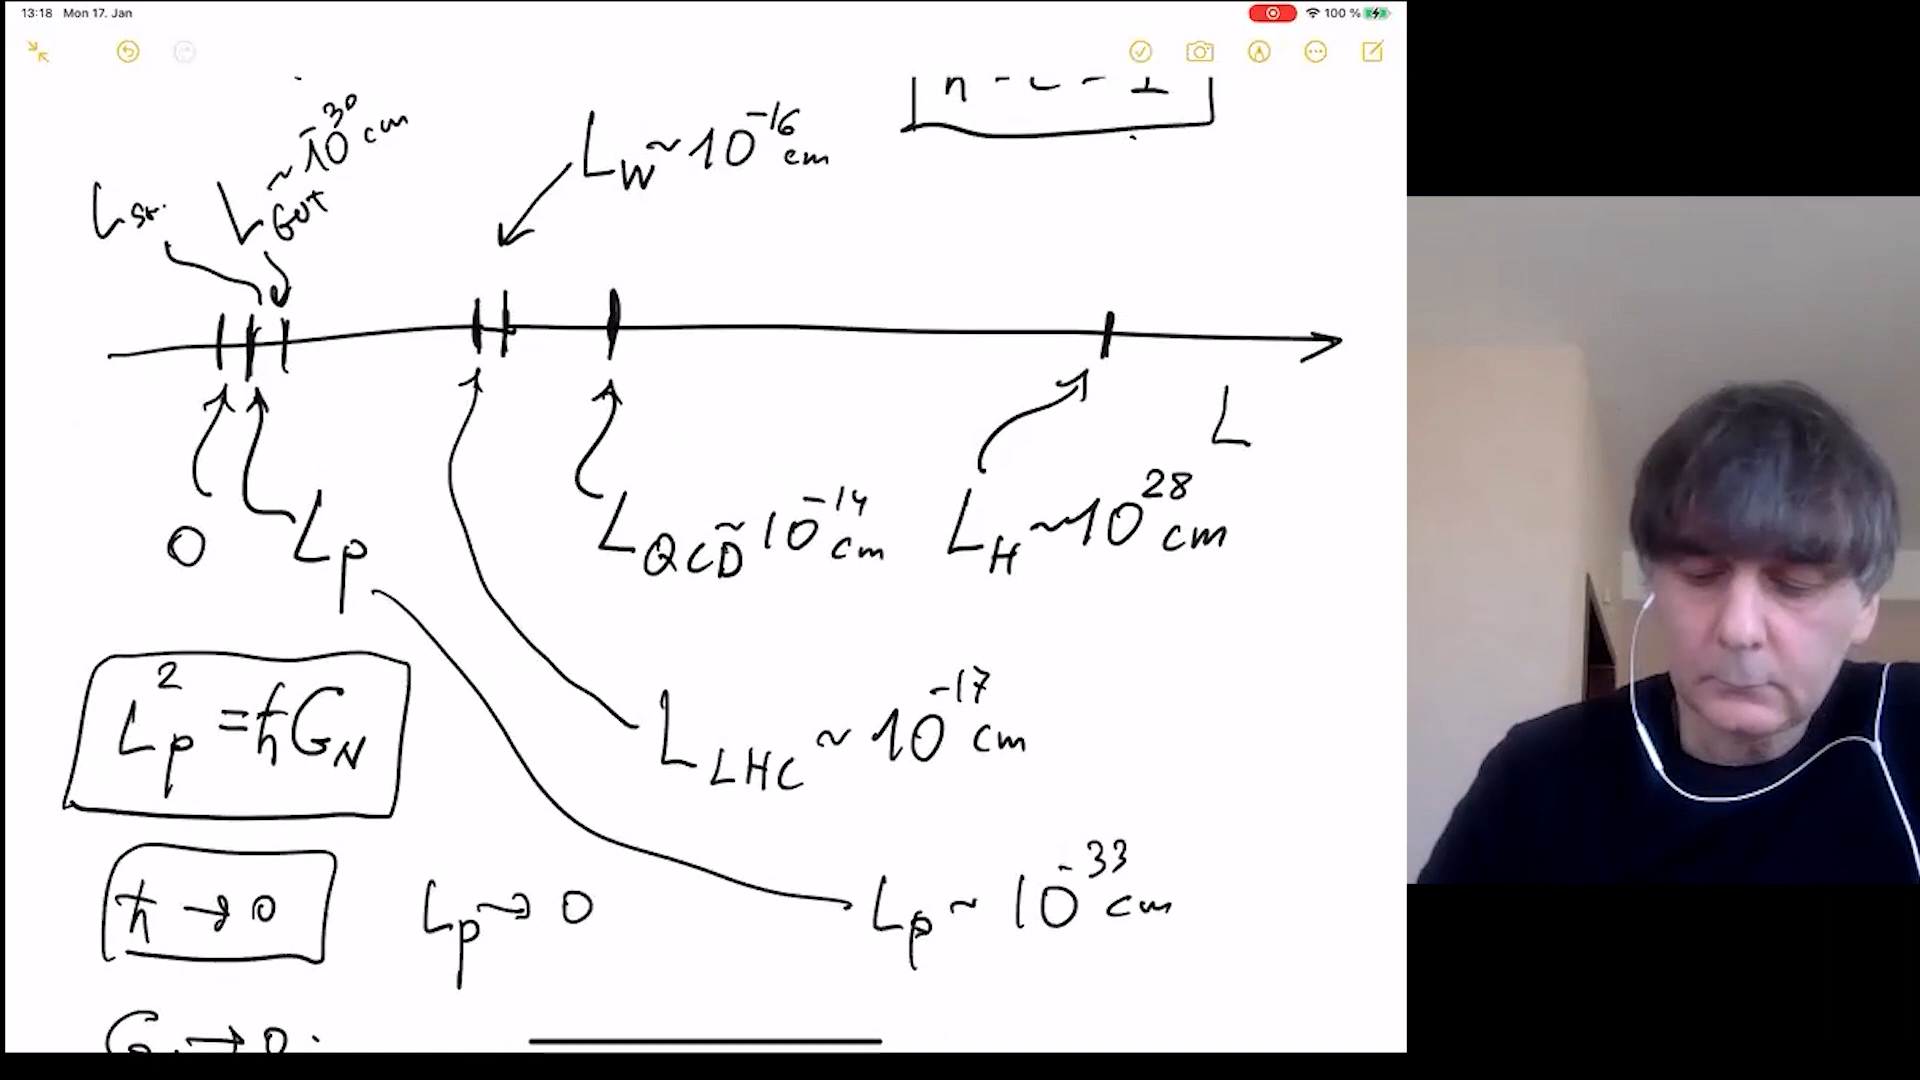 13:18 Mon 17. Jan
100 %
ħ = c = 1
L_W ~ 10^-16 cm
L_st.
L_GUT ~ 10^-30 cm
L
0
L_P
L_QCD ~ 10^-14 cm
L_H ~ 10^28 cm
L_P^2 = ħ G_N
L_LHC ~ 10^-17 cm
ħ → 0
L_P → 0
L_P ~ 10^-33 cm
G → 0